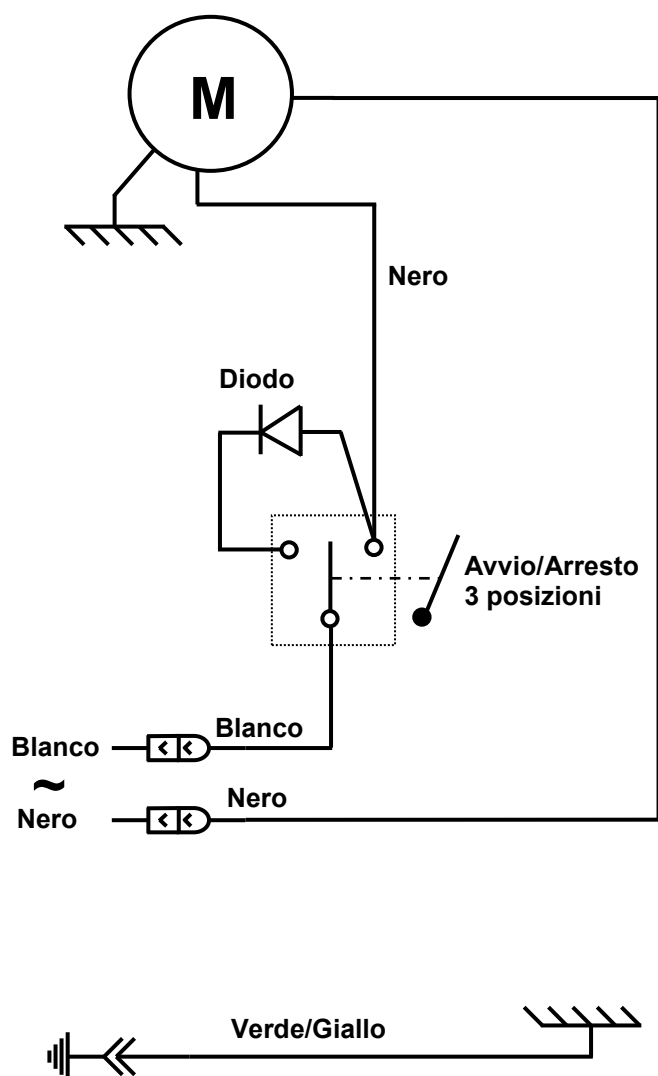 M
Nero
Diodo
Avvio/Arresto
3 posizioni
Blanco
Blanco
~
Nero
Nero
Verde/Giallo